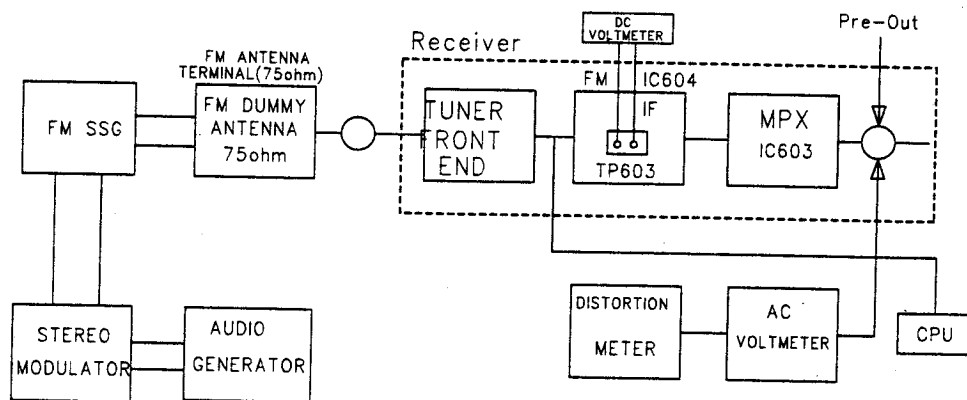 DC
VOLTMETER
Pre-Out
Receiver
FM ANTENNA
TERMINAL(75ohm)
FM IC604
FM SSG
FM DUMMY
ANTENNA
75ohm
TUNER
FRONT
END
IF
TP603
MPX
IC603
STEREO
MODULATOR
AUDIO
GENERATOR
DISTORTION
METER
AC
VOLTMETER
CPU